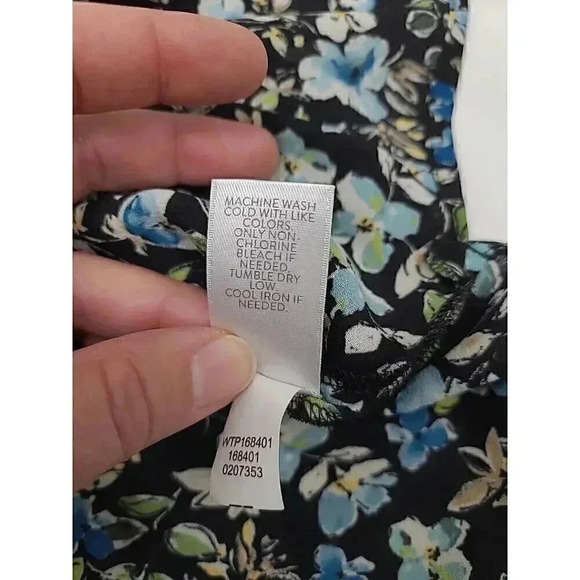 MACHINE WASH
COLD WITH LIKE
COLORS.
ONLY NON-
CHLORINE
BLEACH IF
NEEDED.
TUMBLE DRY
LOW.
COOL IRON IF
NEEDED.
WTP168401
168401
0207353